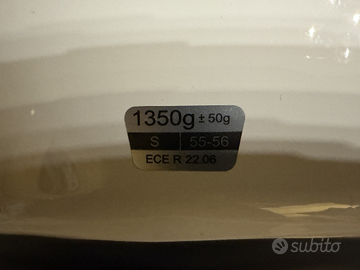 1350g ± 50g
S 55-56
ECE R 22.06
subito